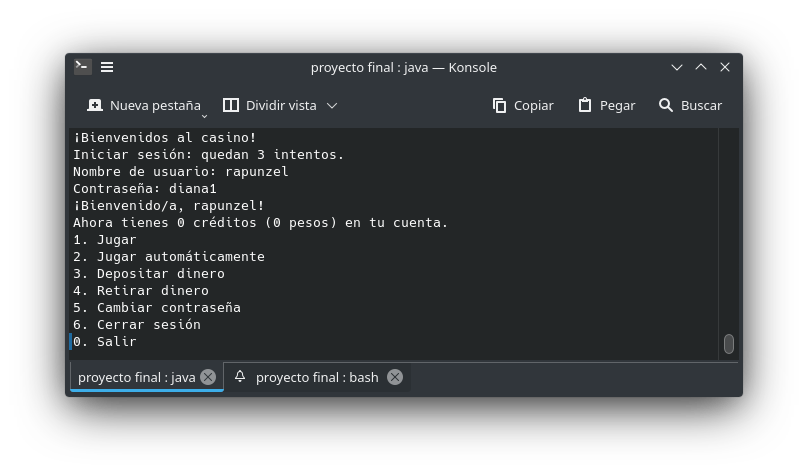 proyecto final : java — Konsole
Nueva pestaña Dividir vista Copiar Pegar Buscar
¡Bienvenidos al casino!
Iniciar sesión: quedan 3 intentos.
Nombre de usuario: rapunzel
Contraseña: diana1
¡Bienvenido/a, rapunzel!
Ahora tienes 0 créditos (0 pesos) en tu cuenta.
1. Jugar
2. Jugar automáticamente
3. Depositar dinero
4. Retirar dinero
5. Cambiar contraseña
6. Cerrar sesión
0. Salir
proyecto final : java proyecto final : bash